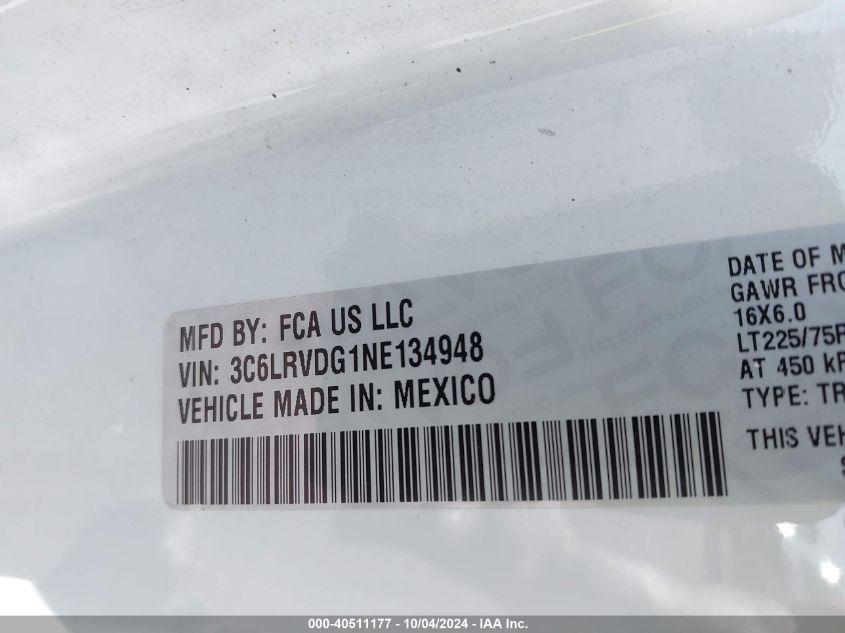 MFD BY: FCA US LLC
VIN: 3C6LRVDG1NE134948
VEHICLE MADE IN: MEXICO
DATE OF M
GAWR FRO
16X6.0
LT225/75R
AT 450 kP
TYPE: TR
THIS VEH
000-40511177 - 10/04/2024 - IAA Inc.